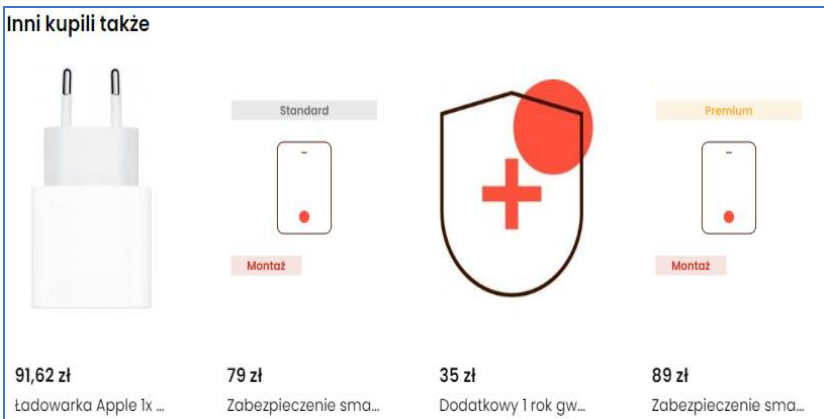 Inni kupili także
Standard
Premium
Montaż
Montaż
91,62 zł
79 zł
35 zł
89 zł
Ładowarka Apple 1x ...
Zabezpieczenie sma...
Dodatkowy 1 rok gw...
Zabezpieczenie sma...